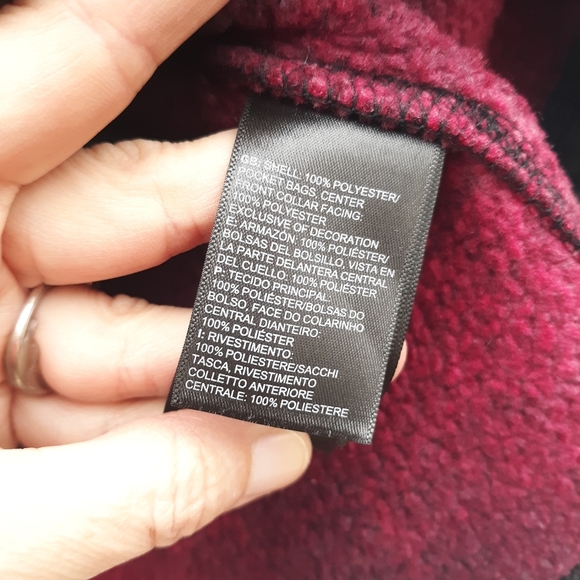 GB: SHELL: 100% POLYESTER/
POCKET BAGS, CENTER
FRONT COLLAR FACING:
100% POLYESTER
EXCLUSIVE OF DECORATION
E: ARMAZÓN: 100% POLIÉSTER/
BOLSAS DEL BOLSILLO, VISTA EN
LA PARTE DELANTERA CENTRAL
DEL CUELLO: 100% POLIÉSTER
P: TECIDO PRINCIPAL:
100% POLIÉSTER/BOLSAS DO
BOLSO, FACE DO COLARINHO
CENTRAL DIANTEIRO:
100% POLIÉSTER
I: RIVESTIMENTO:
100% POLIESTERE/SACCHI
TASCA, RIVESTIMENTO
COLLETTO ANTERIORE
CENTRALE: 100% POLIESTERE